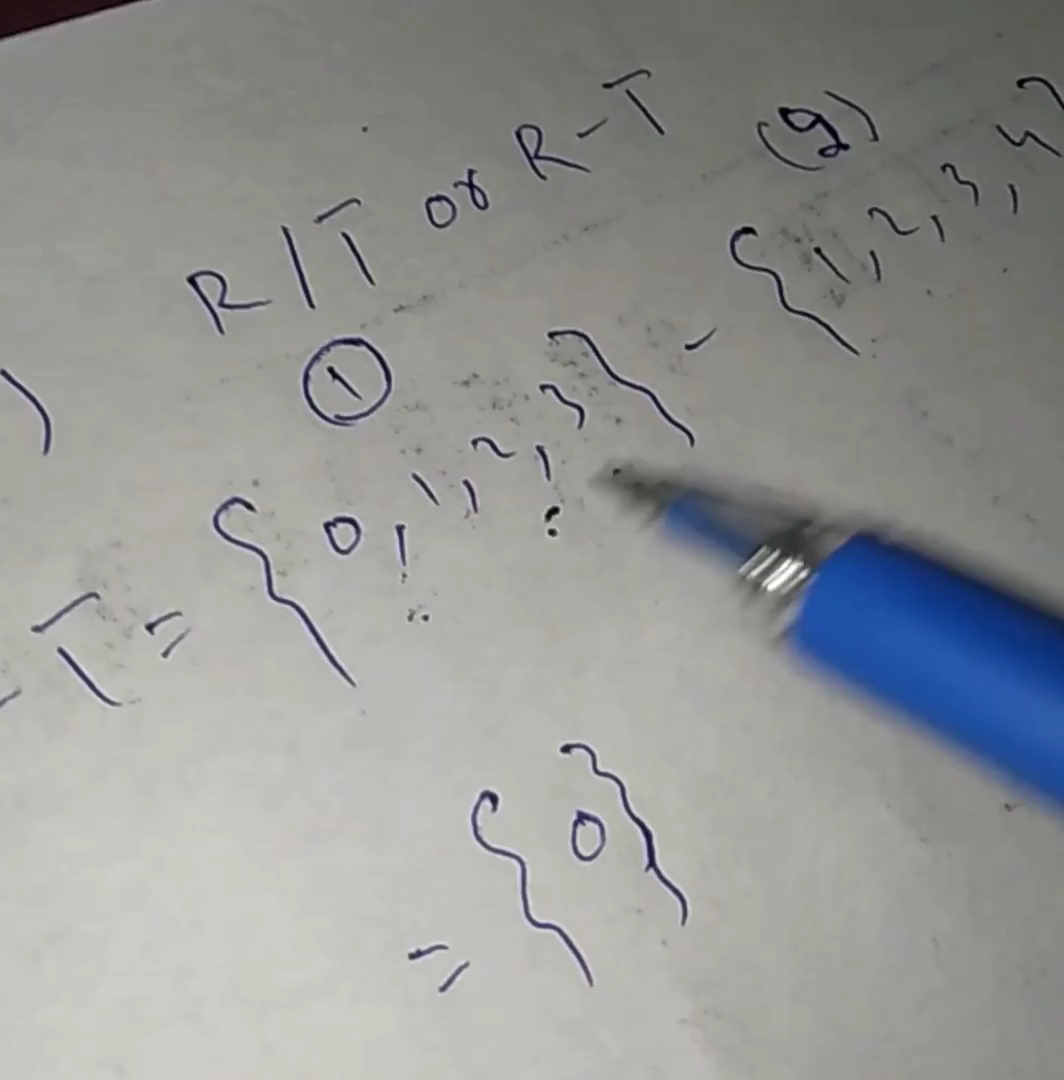 R/T or R-T (2)
①
- T = { 0, 1, 2, 3 } - { 1, 2, 3, 4
= { 0 }